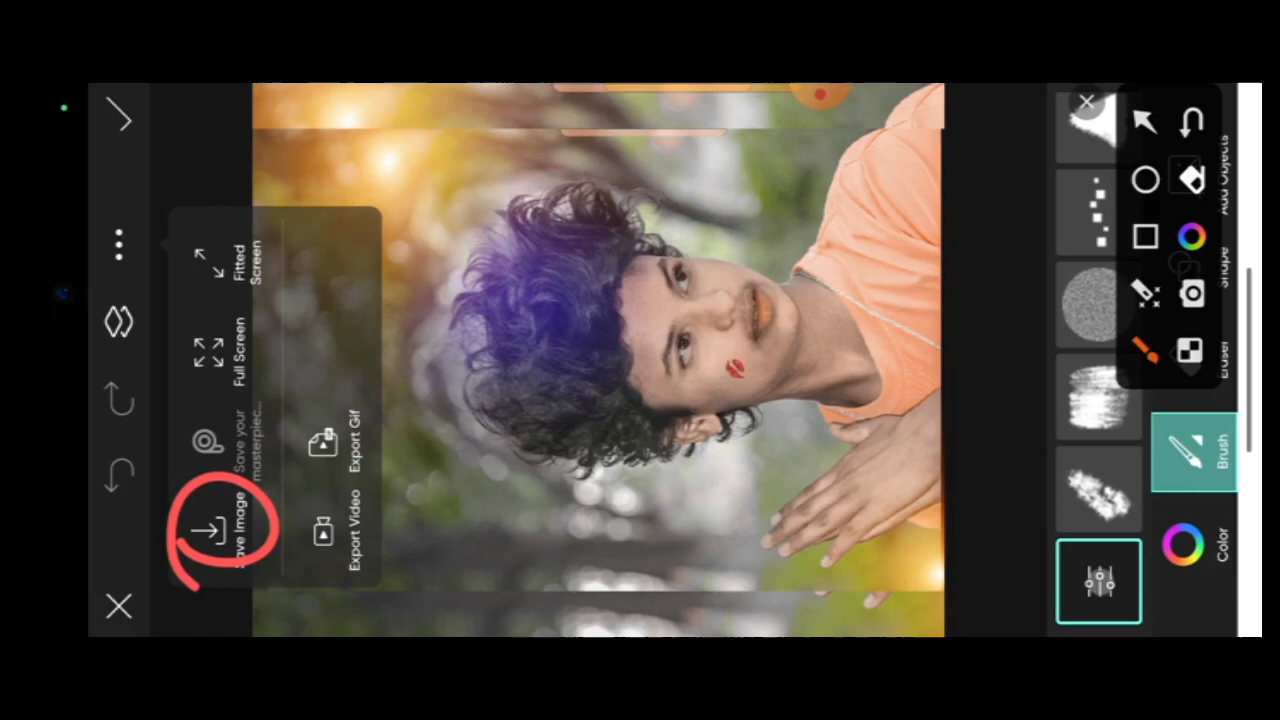 Save Image
Save your
masterpiec...
Full Screen
Fitted
Screen
Export Video
Export Gif
Color
Brush
Eraser
Shape
Add Objects